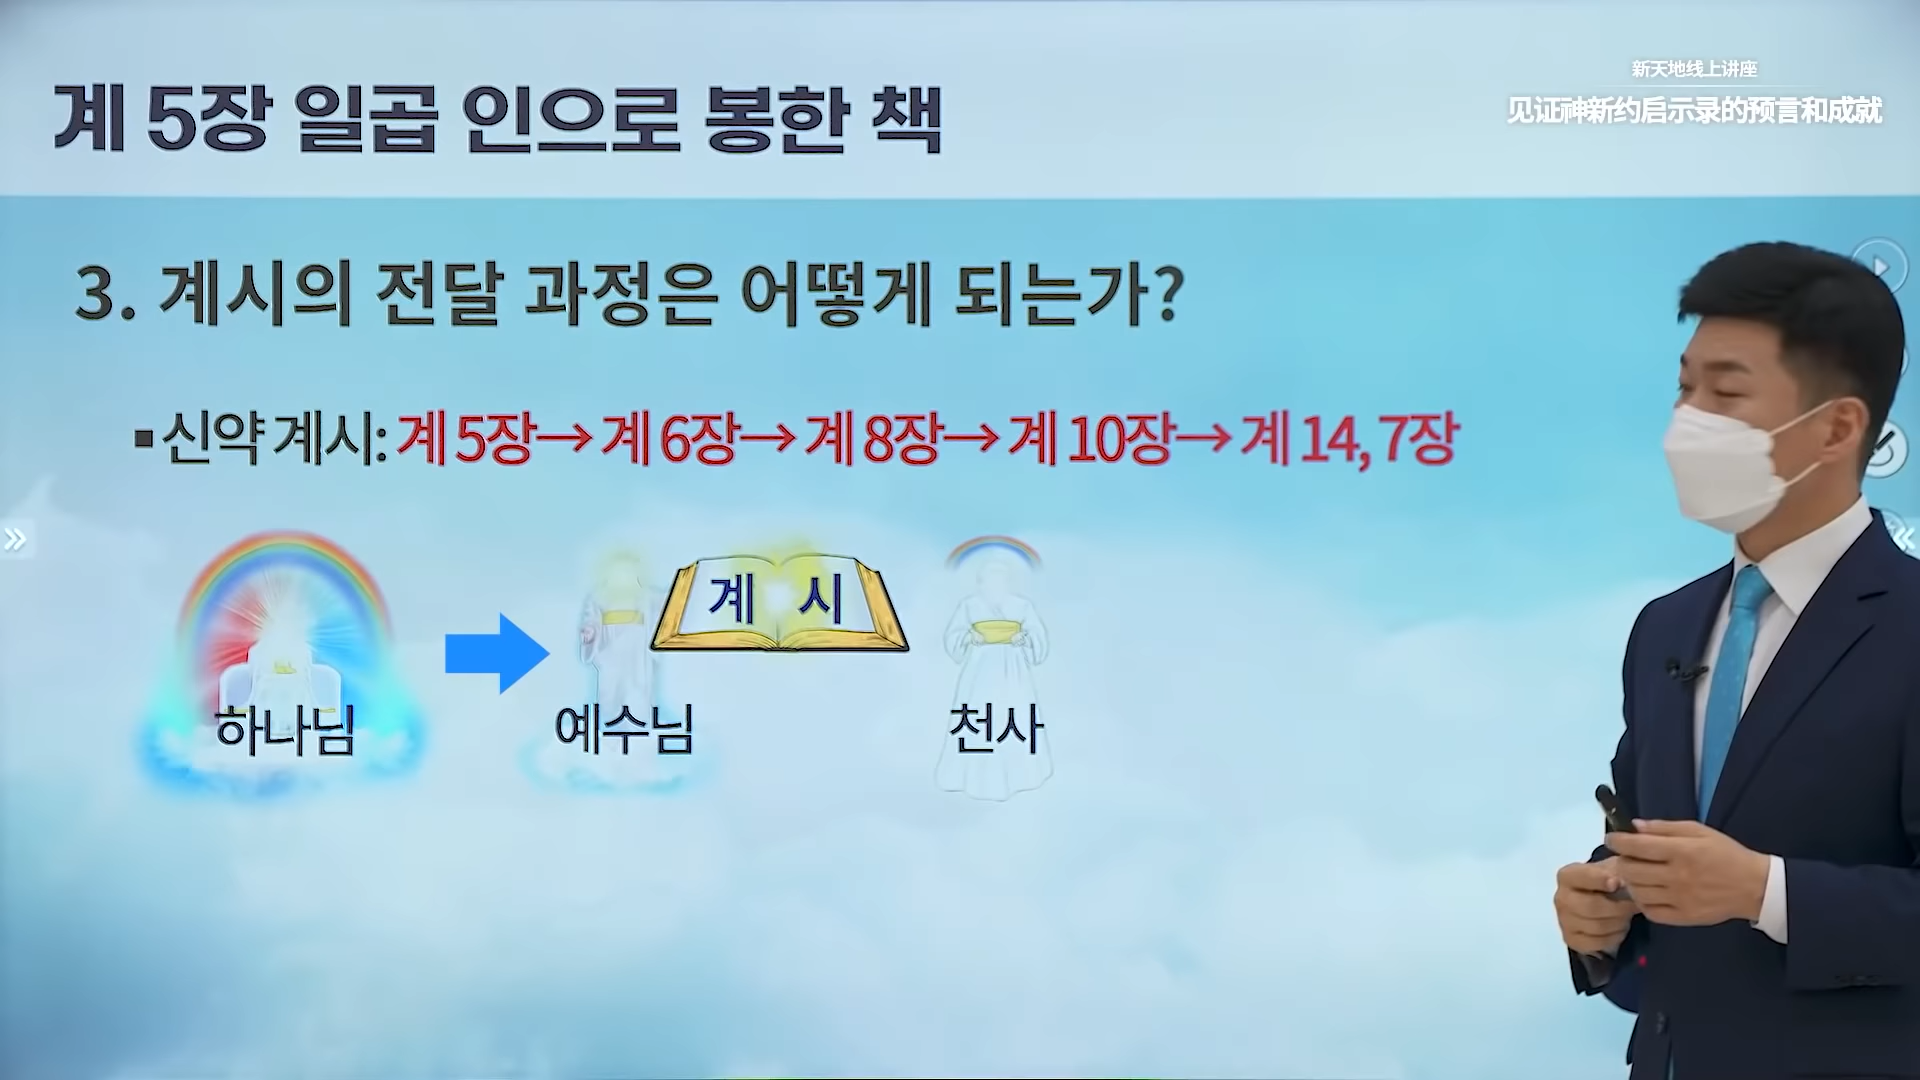 계 5장 일곱 인으로 봉한 책
新天地线上讲座
见证神新约启示录的预言和成就
3. 계시의 전달 과정은 어떻게 되는가?
▪신약 계시: 계 5장→계 6장→계 8장→계 10장→계 14, 7장
계 시
하나님
예수님
천사